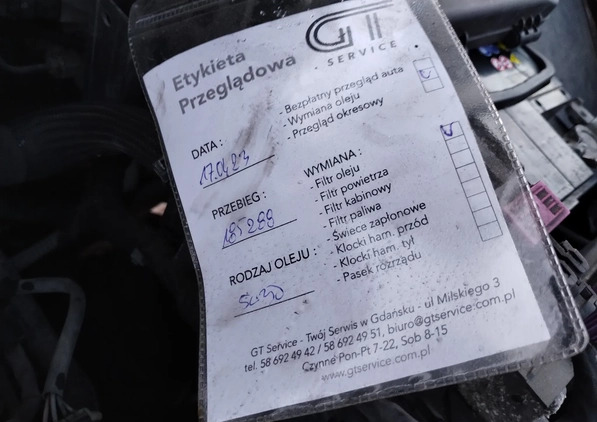 Etykieta
Przeglądowa
GT
SERVICE
- Bezpłatny przegląd auta
- Wymiana oleju
- Przegląd okresowy
DATA :
17.04.23
PRZEBIEG :
185288
RODZAJ OLEJU :
5w30
WYMIANA:
- Filtr oleju
- Filtr powietrza
- Filtr kabinowy
- Filtr paliwa
- Świece zapłonowe
- Klocki ham. przód
- Klocki ham. tył
- Pasek rozrządu
GT Service - Twój Serwis w Gdańsku - ul Milskiego 3
tel. 58 692 49 42 / 58 692 49 51, biuro@gtservice.com.pl
Czynne Pon-Pt 7-22, Sob 8-15
www.gtservice.com.pl